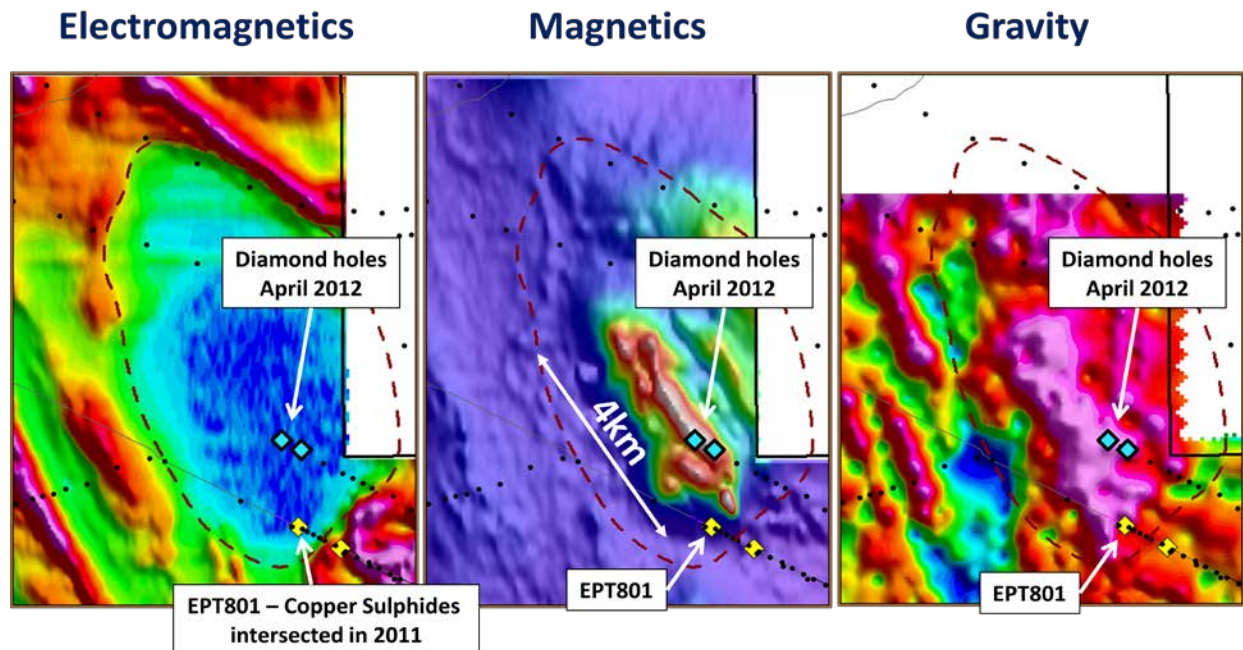 Electromagnetics
Magnetics
Gravity
Diamond holes
April 2012
Diamond holes
April 2012
Diamond holes
April 2012
4km
EPT801 – Copper Sulphides
intersected in 2011
EPT801
EPT801